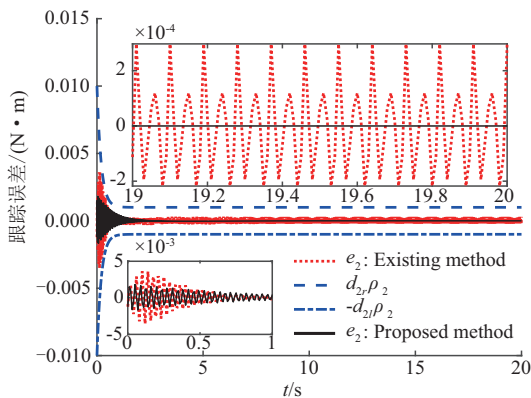 ×10⁻⁴
0.015
2
0
-2
19 19.2 19.4 19.6 19.8 20
0.010
0.005
0.000
−0.005
−0.010
跟踪误差/(N·m)
×10⁻³
5
0
-5
0 0.5 1
e₂: Existing method
d₂ᵣρ₂
-d₂ₗρ₂
e₂: Proposed method
0 5 10 15 20
t/s